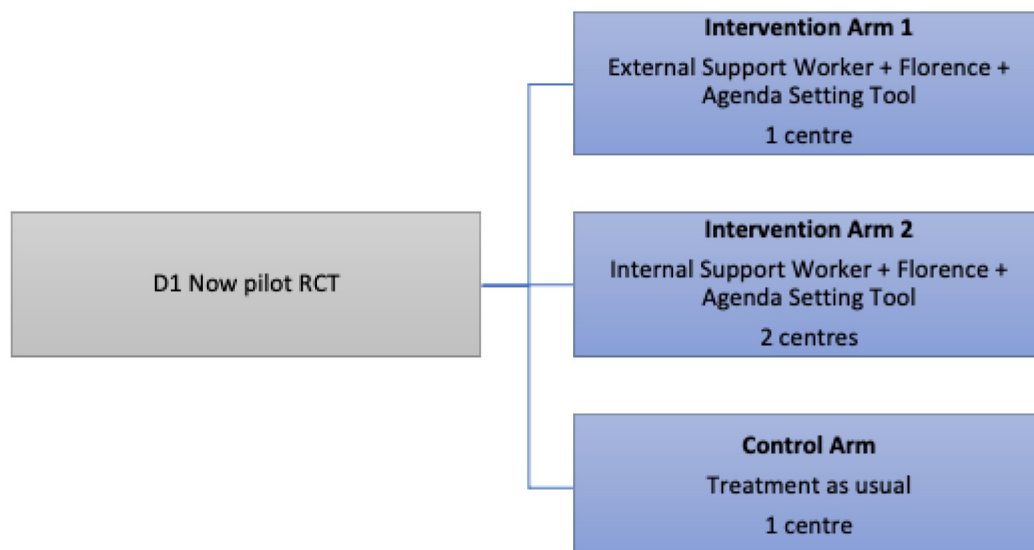 Intervention Arm 1
External Support Worker + Florence +
Agenda Setting Tool
1 centre
D1 Now pilot RCT
Intervention Arm 2
Internal Support Worker + Florence +
Agenda Setting Tool
2 centres
Control Arm
Treatment as usual
1 centre